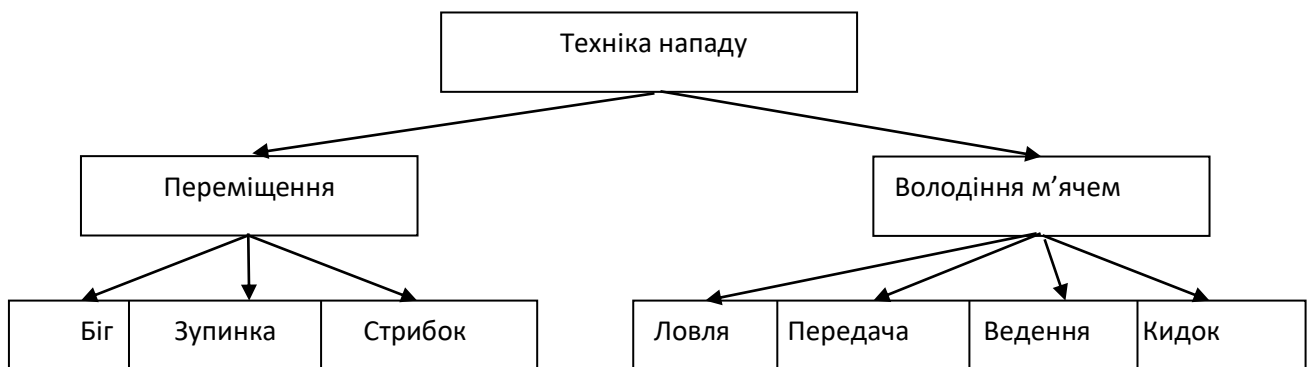 Техніка нападу
Переміщення
Володіння м’ячем
Біг
Зупинка
Стрибок
Ловля
Передача
Ведення
Кидок